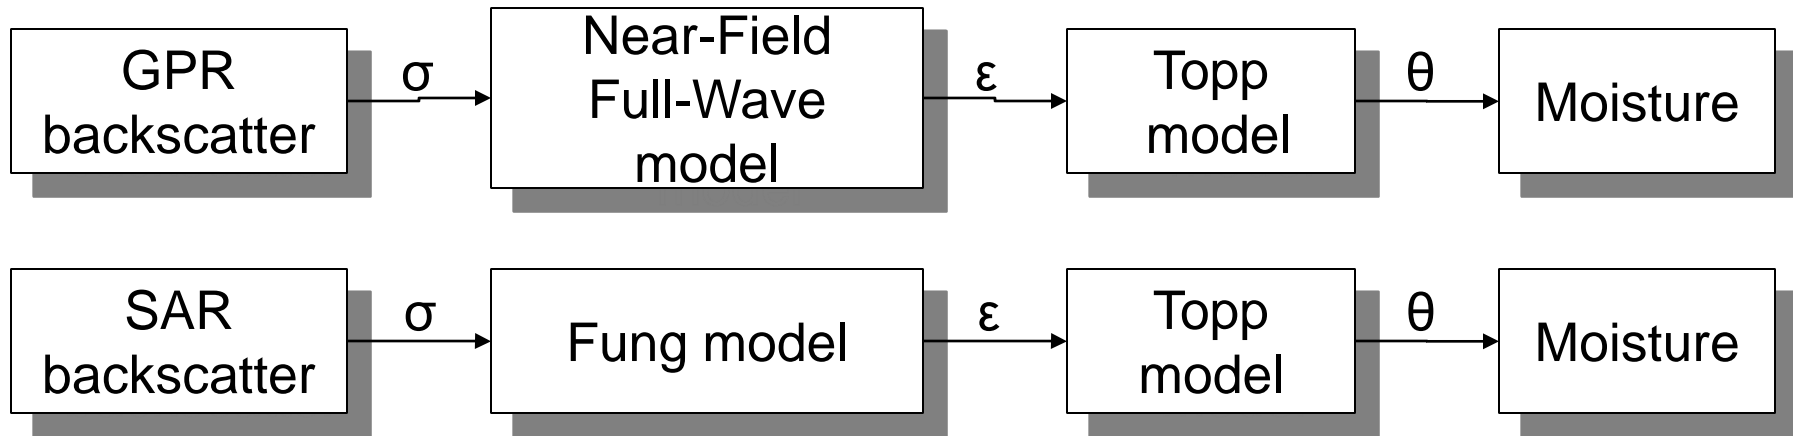 GPR
backscatter
σ
Near-Field
Full-Wave
model
ε
Topp
model
θ
Moisture
SAR
backscatter
σ
Fung model
ε
Topp
model
θ
Moisture